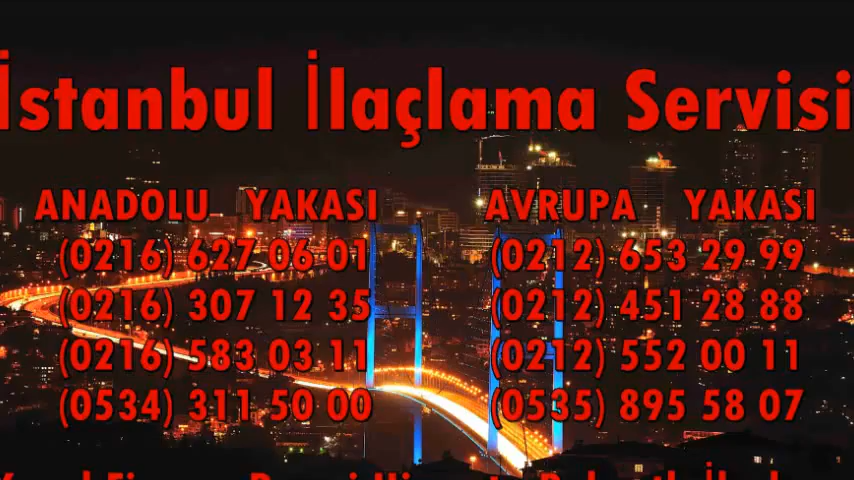 İstanbul İlaçlama Servisi
ANADOLU YAKASI
(0216) 627 06 01
(0216) 307 12 35
(0216) 583 03 11
(0534) 311 50 00
AVRUPA YAKASI
(0212) 653 29 99
(0212) 451 28 88
(0212) 552 00 11
(0535) 895 58 07